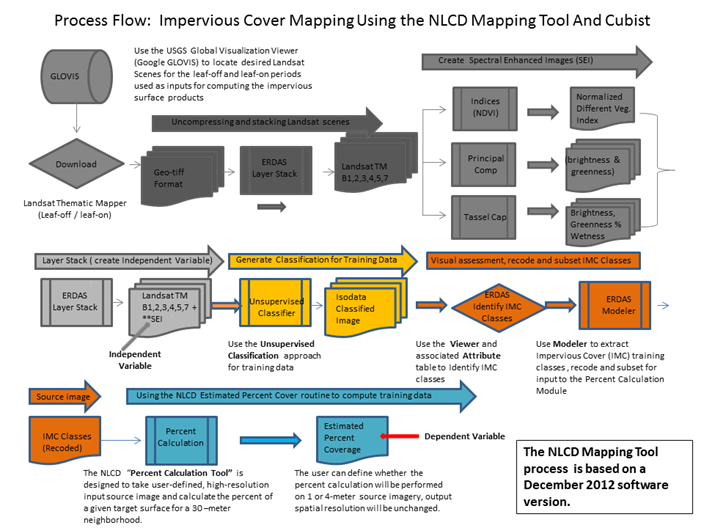 Process Flow:  Impervious Cover Mapping Using the NLCD Mapping Tool And Cubist
GLOVIS
Use the USGS Global Visualization Viewer
(Google GLOVIS) to locate desired Landsat
Scenes for the leaf-off and leaf-on periods
used as inputs for computing the impervious
surface products
Create  Spectral Enhanced Images (SEI)
Uncompressing and stacking Landsat scenes
Download
Landsat Thematic Mapper
(Leaf-off / leaf-on)
Geo-tiff
Format
ERDAS
Layer Stack
Landsat TM
B1,2,3,4,5,7
Indices
(NDVI)
Normalized
Different Veg.
Index
Principal
Comp
(brightness &
greenness)
Tassel Cap
Brightness,
Greenness %
Wetness
Layer Stack ( create Independent Variable)
Generate Classification for Training Data
Visual assessment, recode and subset IMC Classes
ERDAS
Layer Stack
Landsat TM
B1,2,3,4,5,7 +
**SEI
Independent
Variable
Unsupervised
Classifier
Isodata
Classified
Image
ERDAS
Identify IMC
Classes
ERDAS
Modeler
Use the Unsupervised
Classification approach
for training data
Use the Viewer and
associated Attribute
table to Identify IMC
classes
Use Modeler to extract
Impervious Cover (IMC) training
classes , recode and subset for
input to the Percent Calculation
Module
Source image
Using the NLCD Estimated Percent Cover routine to compute training data
IMC Classes
(Recoded)
Percent
Calculation
Estimated
Percent
Coverage
Dependent Variable
The NLCD  "Percent Calculation Tool" is
designed to take user-defined, high-resolution
input source image and calculate the percent of
a given target surface for a 30 –meter
neighborhood.
The user can define whether the
percent calculation will be performed
on 1 or 4-meter source imagery, output
spatial resolution will be unchanged.
The NLCD Mapping Tool
process  is based on a
December 2012 software
version.